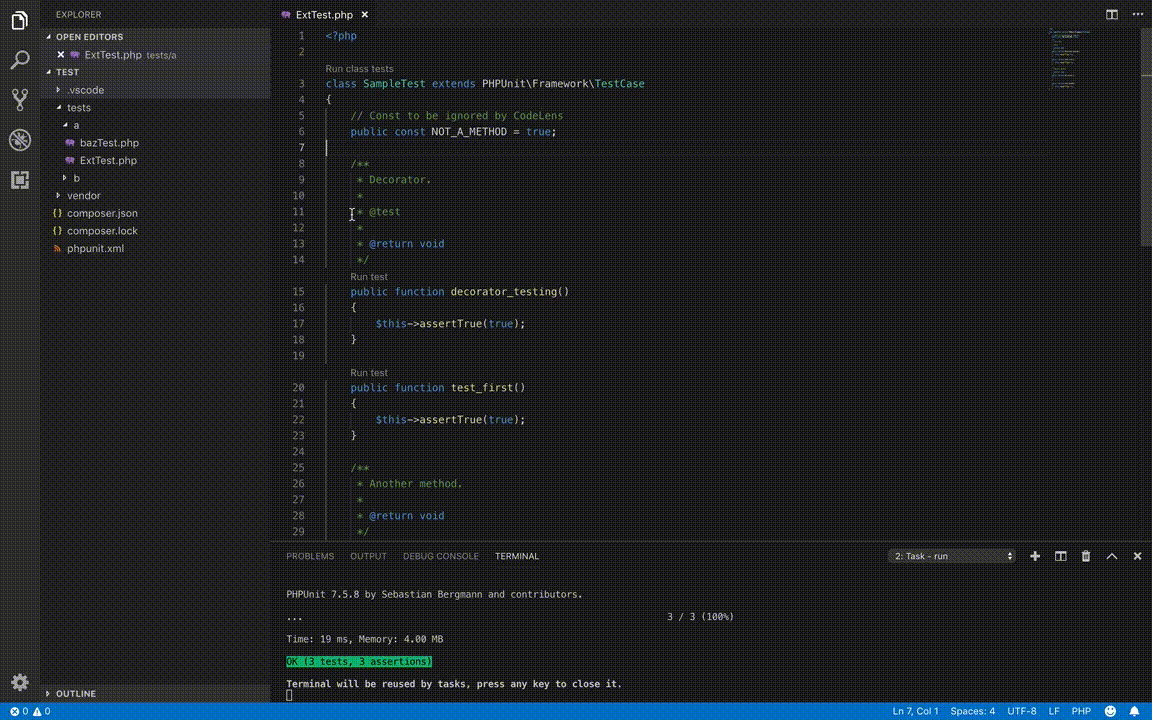 EXPLORER
OPEN EDITORS
ExtTest.php tests/a
TEST
.vscode
tests
a
bazTest.php
ExtTest.php
b
vendor
{} composer.json
{} composer.lock
phpunit.xml
OUTLINE
ExtTest.php
1 <?php
2
Run class tests
3 class SampleTest extends PHPUnit\Framework\TestCase
4 {
5 // Const to be ignored by CodeLens
6 public const NOT_A_METHOD = true;
7
8 /**
9 * Decorator.
10 *
11 * @test
12 *
13 * @return void
14 */
Run test
15 public function decorator_testing()
16 {
17 $this->assertTrue(true);
18 }
19
Run test
20 public function test_first()
21 {
22 $this->assertTrue(true);
23 }
24
25 /**
26 * Another method.
27 *
28 * @return void
29 */
PROBLEMS OUTPUT DEBUG CONSOLE TERMINAL
2: Task - run
PHPUnit 7.5.8 by Sebastian Bergmann and contributors.
... 3 / 3 (100%)
Time: 19 ms, Memory: 4.00 MB
OK (3 tests, 3 assertions)
Terminal will be reused by tasks, press any key to close it.
0 0 Ln 7, Col 1 Spaces: 4 UTF-8 LF PHP